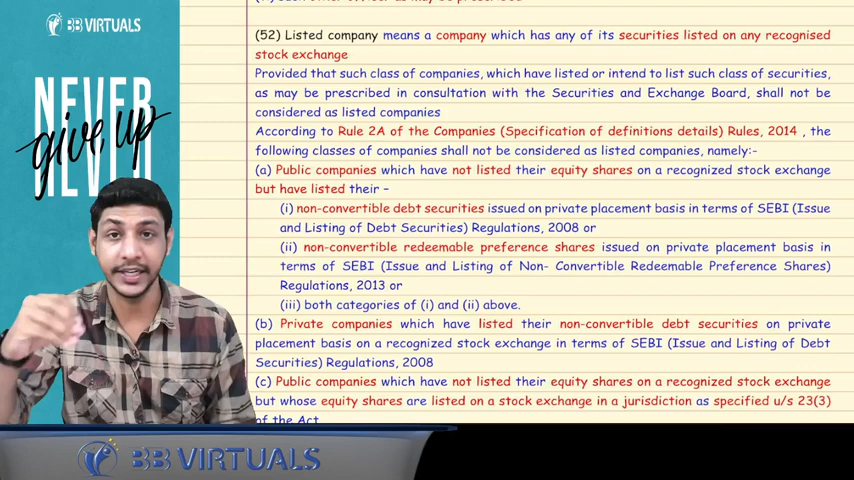 BB VIRTUALS
NEVER
give up
NEVER
(52) Listed company means a company which has any of its securities listed on any recognised
stock exchange
Provided that such class of companies, which have listed or intend to list such class of securities,
as may be prescribed in consultation with the Securities and Exchange Board, shall not be
considered as listed companies
According to Rule 2A of the Companies (Specification of definitions details) Rules, 2014 , the
following classes of companies shall not be considered as listed companies, namely:-
(a) Public companies which have not listed their equity shares on a recognized stock exchange
but have listed their –
(i) non-convertible debt securities issued on private placement basis in terms of SEBI (Issue
and Listing of Debt Securities) Regulations, 2008 or
(ii) non-convertible redeemable preference shares issued on private placement basis in
terms of SEBI (Issue and Listing of Non- Convertible Redeemable Preference Shares)
Regulations, 2013 or
(iii) both categories of (i) and (ii) above.
(b) Private companies which have listed their non-convertible debt securities on private
placement basis on a recognized stock exchange in terms of SEBI (Issue and Listing of Debt
Securities) Regulations, 2008
(c) Public companies which have not listed their equity shares on a recognized stock exchange
but whose equity shares are listed on a stock exchange in a jurisdiction as specified u/s 23(3)
of the Act
BB VIRTUALS